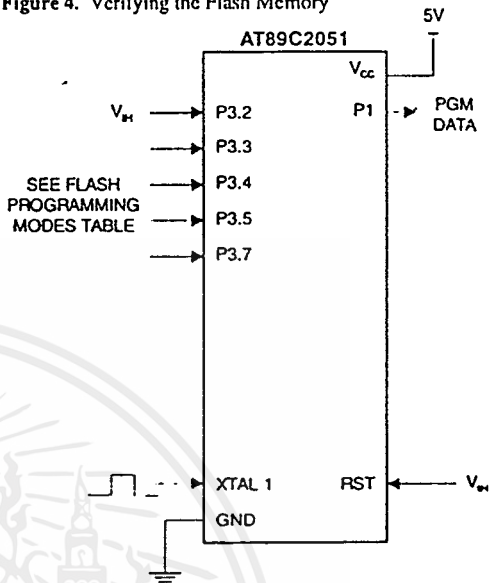 Figure 4. Verifying the Flash Memory
5V
AT89C2051
VCC
VIH
P3.2
P1
PGM
DATA
P3.3
SEE FLASH
PROGRAMMING
MODES TABLE
P3.4
P3.5
P3.7
XTAL 1
RST
VIH
GND